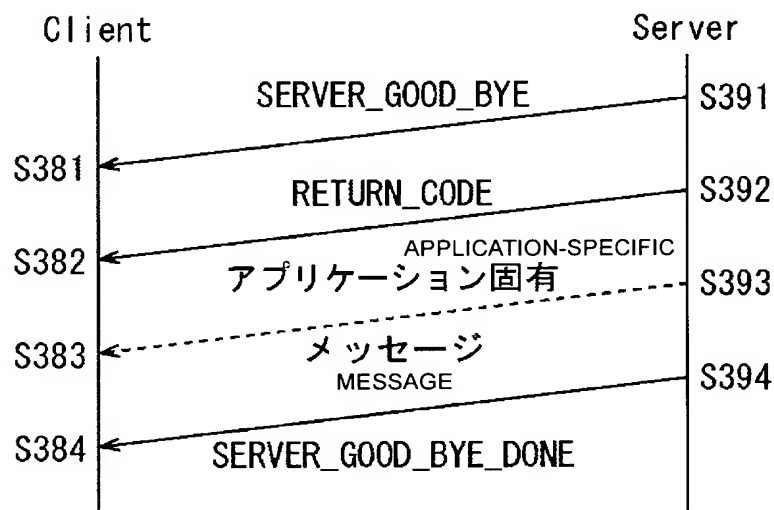 Client
Server
SERVER_GOOD_BYE
S391
S381
RETURN_CODE
S392
S382
APPLICATION-SPECIFIC
アプリケーション固有
S393
S383
メッセージ
MESSAGE
S394
S384
SERVER_GOOD_BYE_DONE